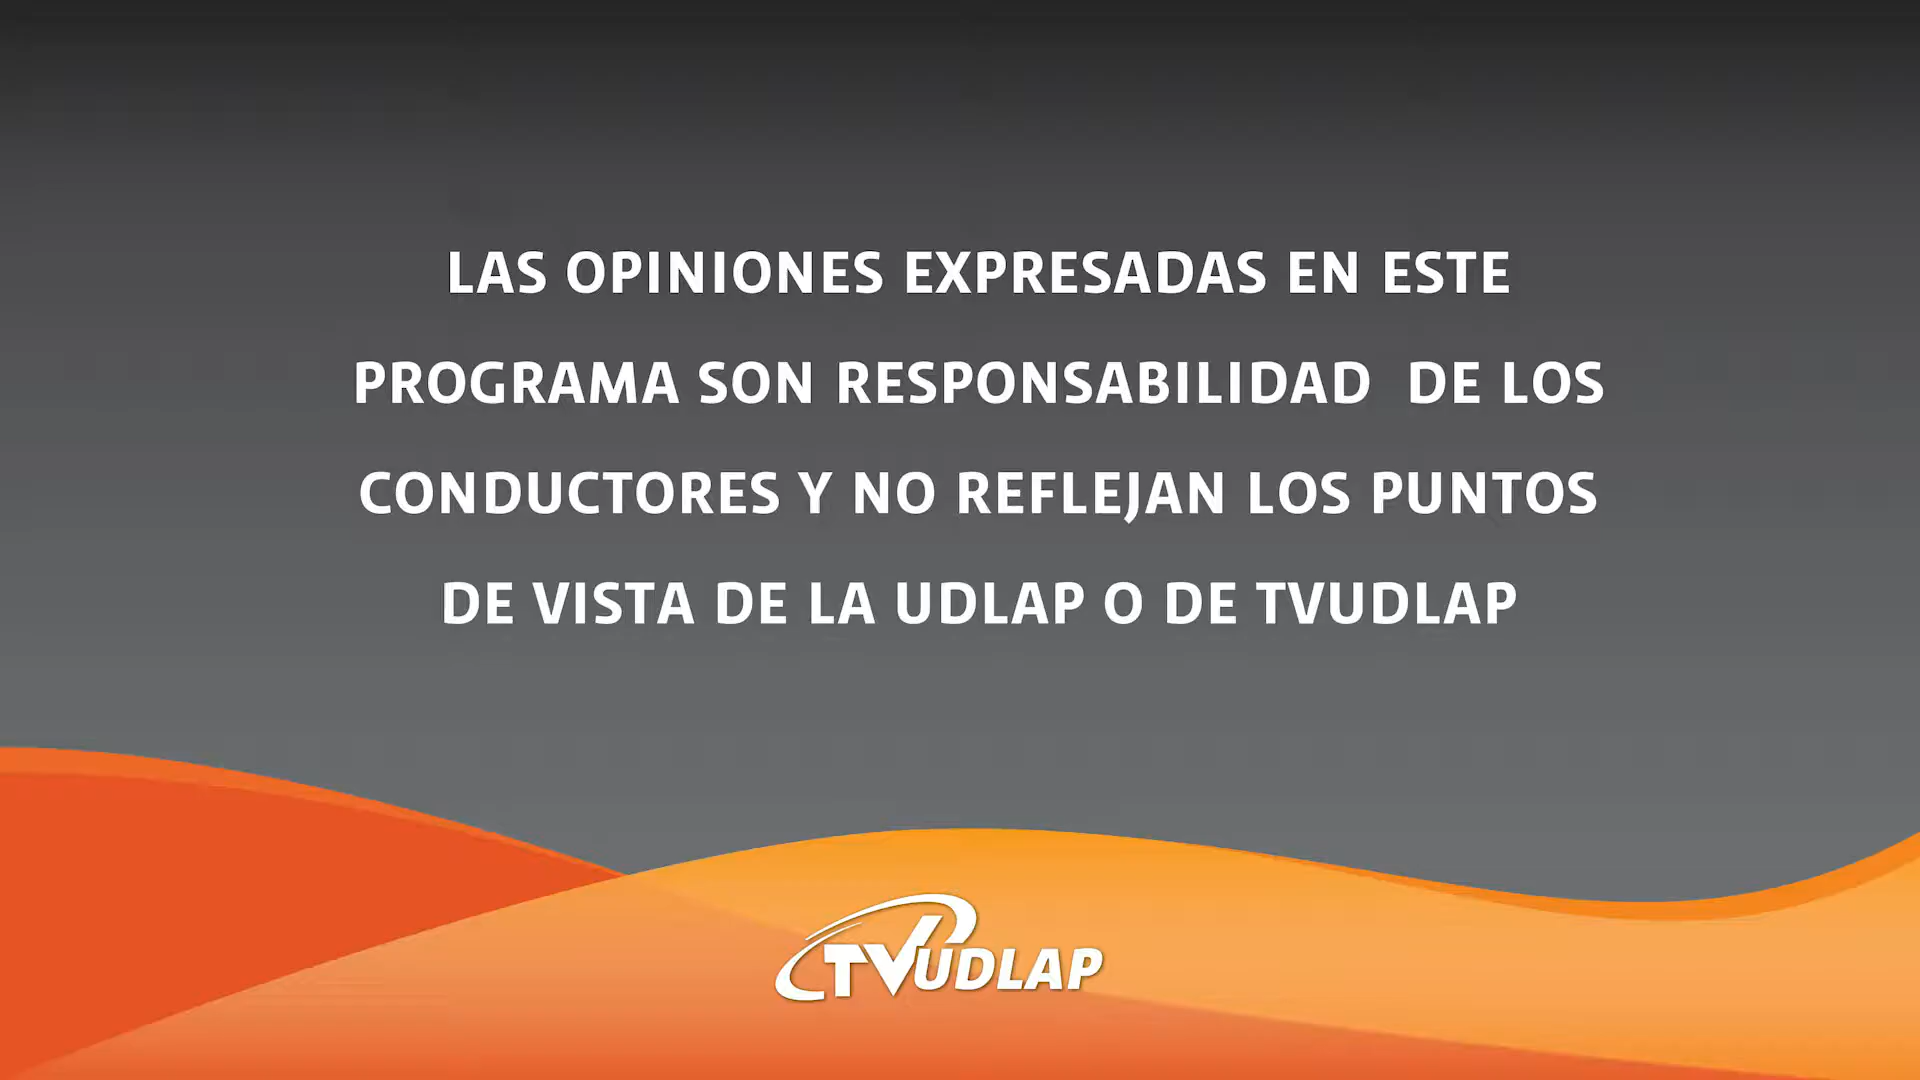 LAS OPINIONES EXPRESADAS EN ESTE
PROGRAMA SON RESPONSABILIDAD  DE LOS
CONDUCTORES Y NO REFLEJAN LOS PUNTOS
DE VISTA DE LA UDLAP O DE TVUDLAP
TVUDLAP